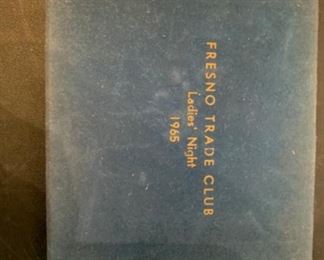 FRESNO TRADE CLUB
Ladies' Night
1965